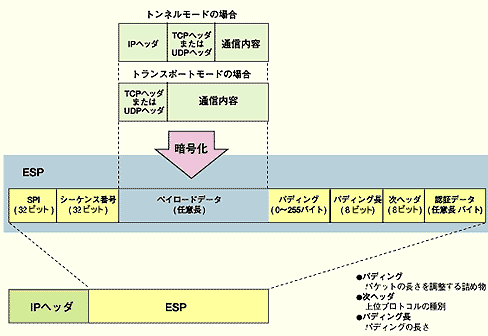 トンネルモードの場合
IPヘッダ
TCPヘッダ
または
UDPヘッダ
通信内容
トランスポートモードの場合
TCPヘッダ
または
UDPヘッダ
通信内容
暗号化
ESP
SPI
(32ビット)
シーケンス番号
(32ビット)
ペイロードデータ
(任意長)
パディング
(0〜255バイト)
パディング長
(8ビット)
次ヘッダ
(8ビット)
認証データ
(任意長バイト)
IPヘッダ
ESP
●パディング
パケットの長さを調整する詰め物
●次ヘッダ
上位プロトコルの種別
●パディング長
パディングの長さ